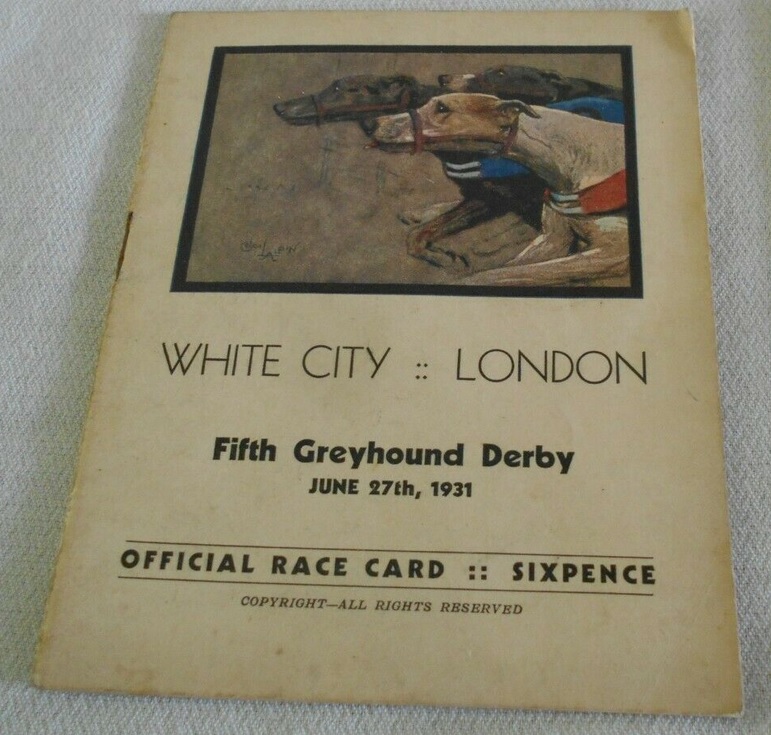 WHITE CITY :: LONDON
Fifth Greyhound Derby
JUNE 27th, 1931
OFFICIAL RACE CARD :: SIXPENCE
COPYRIGHT—ALL RIGHTS RESERVED